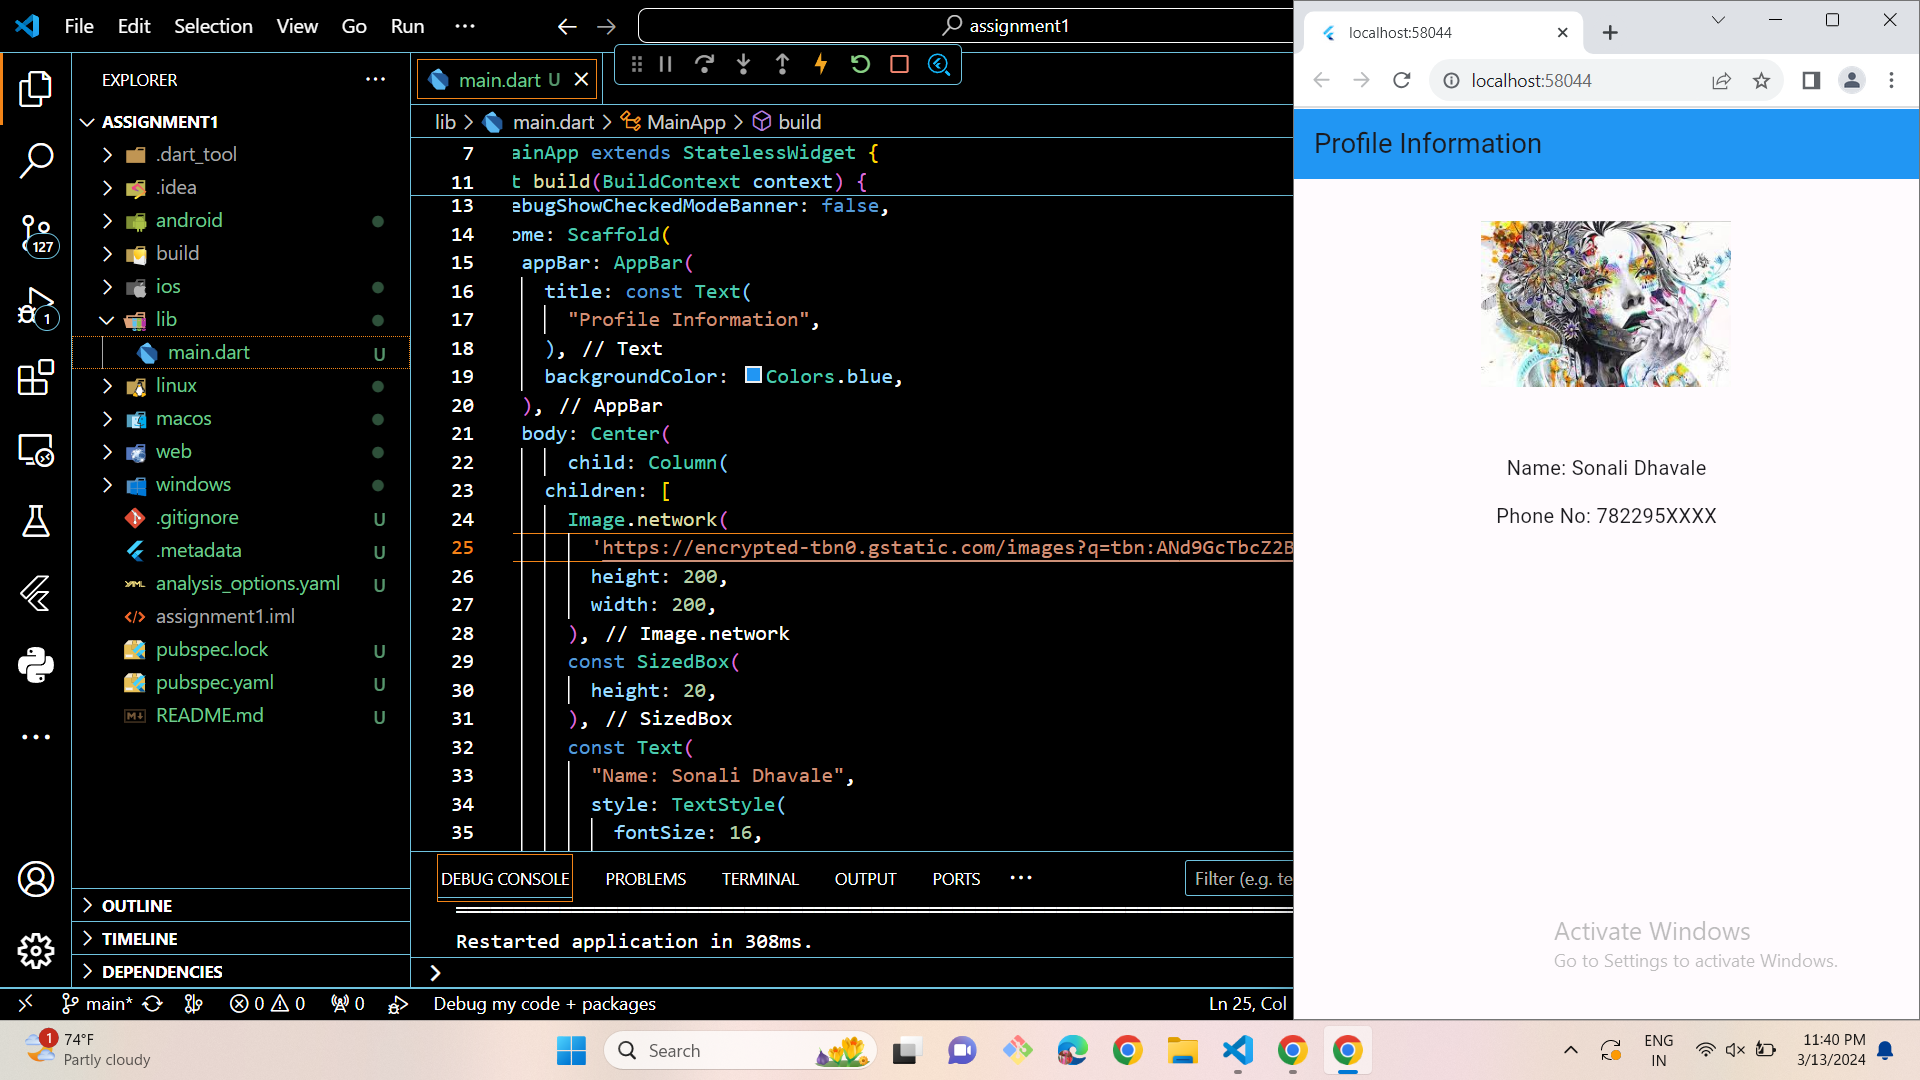 File Edit Selection View Go Run ···
assignment1
EXPLORER ···
ASSIGNMENT1
.dart_tool
.idea
android
build
ios
lib
main.dart U
linux
macos
web
windows
.gitignore U
.metadata U
analysis_options.yaml U
assignment1.iml
pubspec.lock U
pubspec.yaml U
README.md U
OUTLINE
TIMELINE
DEPENDENCIES
127
1
main.dart U
lib > main.dart > MainApp > build
7 ainApp extends StatelessWidget {
11 t build(BuildContext context) {
13 ebugShowCheckedModeBanner: false,
14 ome: Scaffold(
15 appBar: AppBar(
16 title: const Text(
17 "Profile Information",
18 ), // Text
19 backgroundColor: Colors.blue,
20 ), // AppBar
21 body: Center(
22 child: Column(
23 children: [
24 Image.network(
25 'https://encrypted-tbn0.gstatic.com/images?q=tbn:ANd9GcTbcZ2B
26 height: 200,
27 width: 200,
28 ), // Image.network
29 const SizedBox(
30 height: 20,
31 ), // SizedBox
32 const Text(
33 "Name: Sonali Dhavale",
34 style: TextStyle(
35 fontSize: 16,
DEBUG CONSOLE PROBLEMS TERMINAL OUTPUT PORTS ···
Filter (e.g. te
Restarted application in 308ms.
main* 0 0 0 Debug my code + packages Ln 25, Col
localhost:58044
localhost:58044
Profile Information
Name: Sonali Dhavale
Phone No: 782295XXXX
Activate Windows
Go to Settings to activate Windows.
1
74°F
Partly cloudy
Search
ENG
IN
11:40 PM
3/13/2024